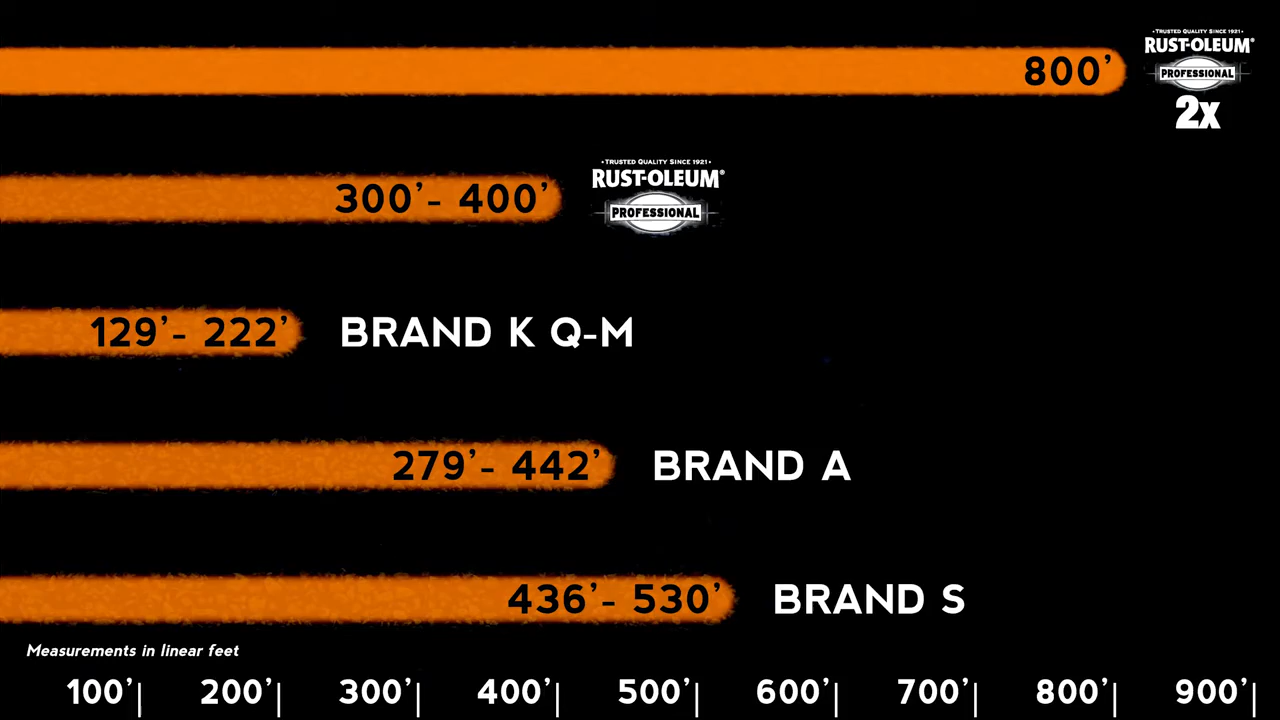 • TRUSTED QUALITY SINCE 1921 •
RUST-OLEUM®
PROFESSIONAL
2x
800’
• TRUSTED QUALITY SINCE 1921 •
RUST-OLEUM®
PROFESSIONAL
300’- 400’
129’- 222’ BRAND K Q-M
279’- 442’ BRAND A
436’- 530’ BRAND S
Measurements in linear feet
100’ 200’ 300’ 400’ 500’ 600’ 700’ 800’ 900’